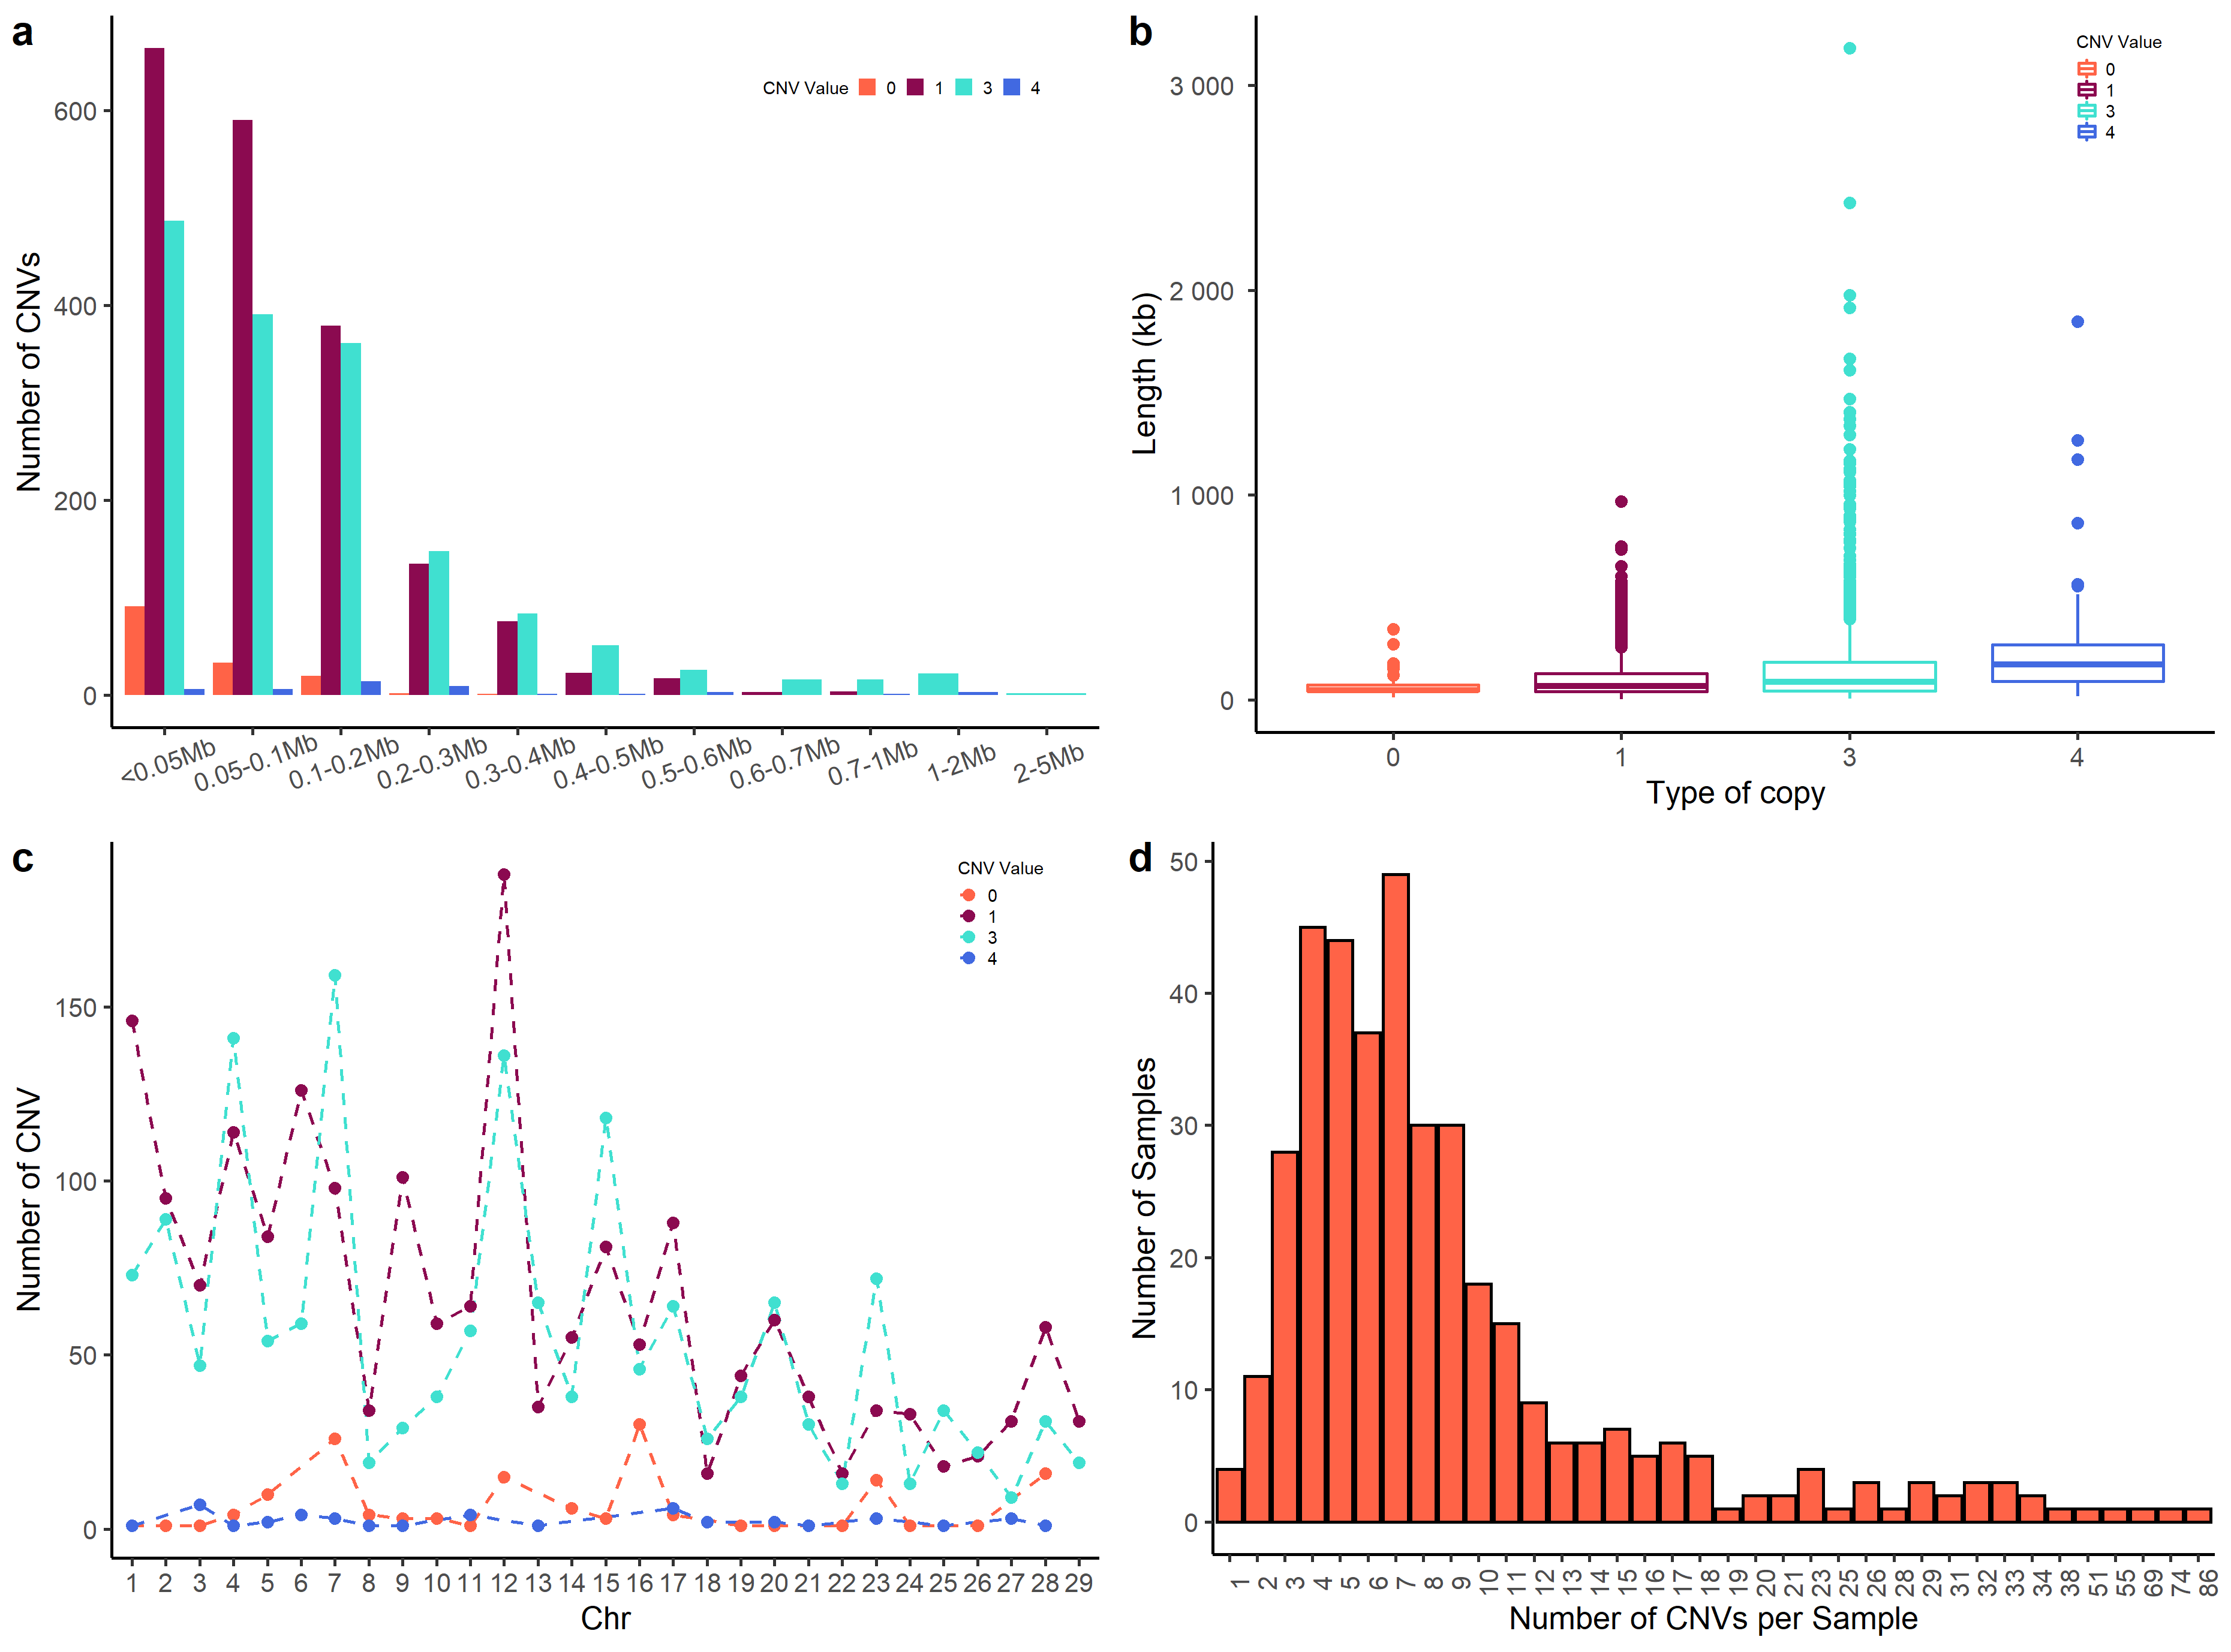 a
CNV Value 0 1 3 4
Number of CNVs
600
400
200
0
<0.05Mb 0.05-0.1Mb 0.1-0.2Mb 0.2-0.3Mb 0.3-0.4Mb 0.4-0.5Mb 0.5-0.6Mb 0.6-0.7Mb 0.7-1Mb 1-2Mb 2-5Mb
b
CNV Value
0
1
3
4
Length (kb)
3 000
2 000
1 000
0
0 1 3 4
Type of copy
c
CNV Value
0
1
3
4
Number of CNV
150
100
50
0
1 2 3 4 5 6 7 8 9 10 11 12 13 14 15 16 17 18 19 20 21 22 23 24 25 26 27 28 29
Chr
d
Number of Samples
50
40
30
20
10
0
1 2 3 4 5 6 7 8 9 10 11 12 13 14 15 16 17 18 19 20 21 23 25 26 28 29 31 32 33 34 38 51 55 69 74 86
Number of CNVs per Sample